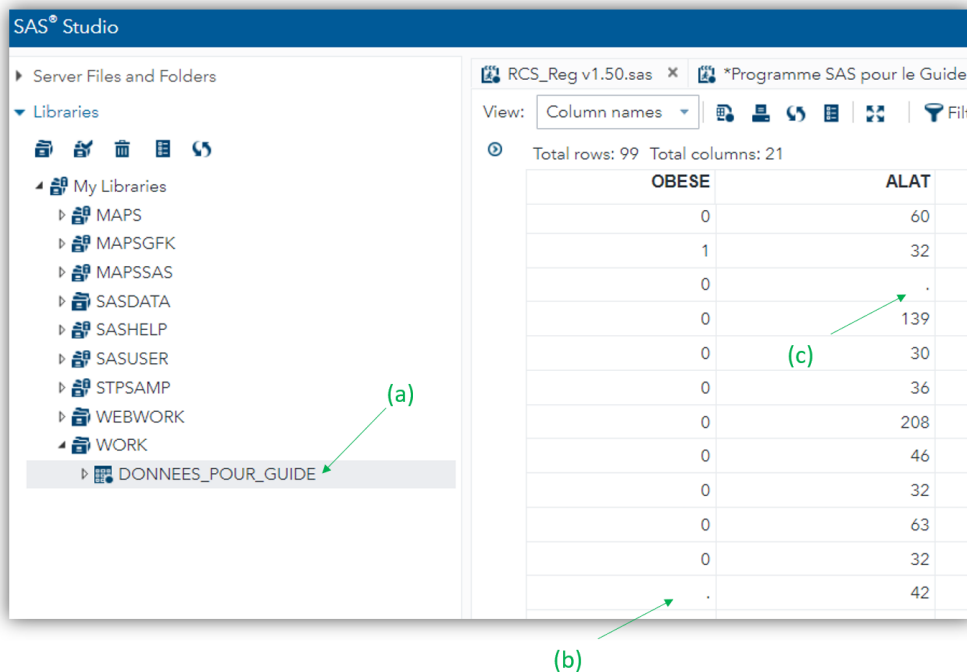 SAS® Studio
Server Files and Folders
Libraries
My Libraries
MAPS
MAPSGFK
MAPSSAS
SASDATA
SASHELP
SASUSER
STPSAMP
WEBWORK
WORK
DONNEES_POUR_GUIDE
(a)
RCS_Reg v1.50.sas × *Programme SAS pour le Guide
View: Column names Filt
Total rows: 99 Total columns: 21
OBESE ALAT
0 60
1 32
0 .
0 139
0 30
0 36
0 208
0 46
0 32
0 63
0 32
. 42
(c)
(b)